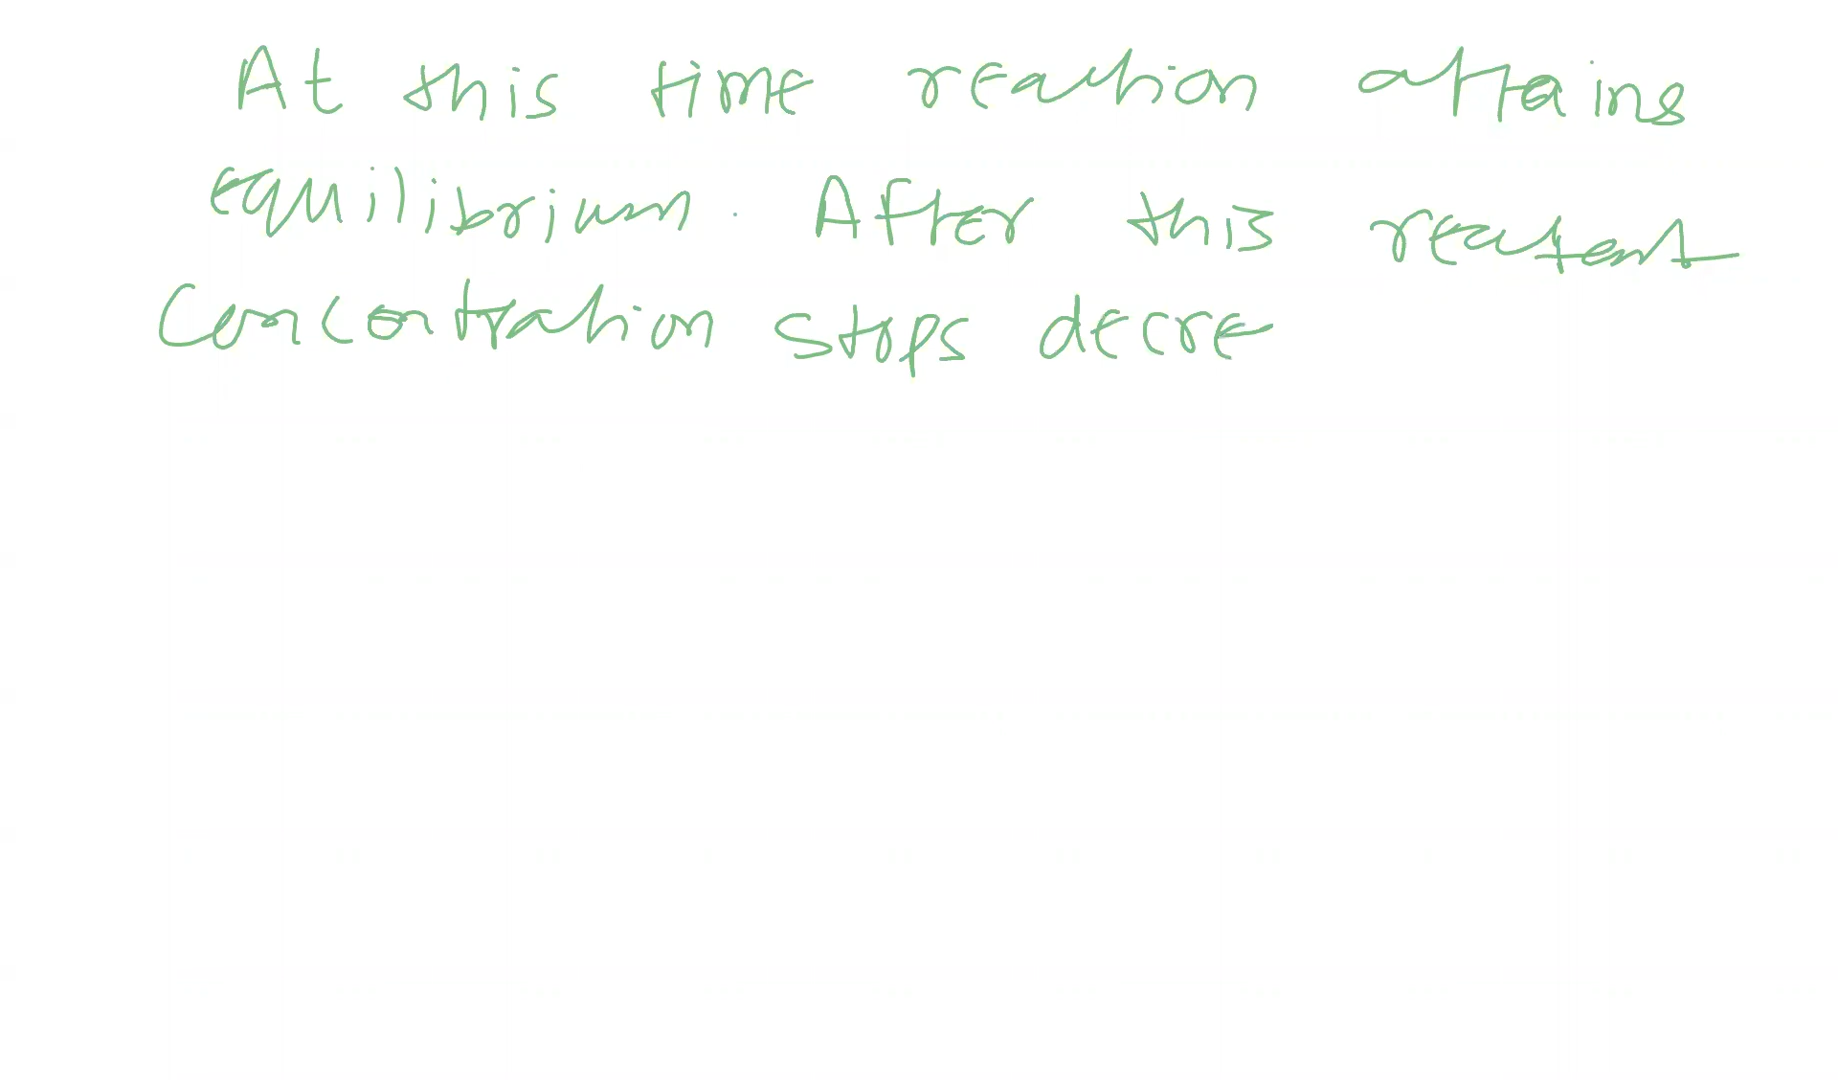 At this time reaction attains
equilibrium. After this reactant
Concentration stops decre